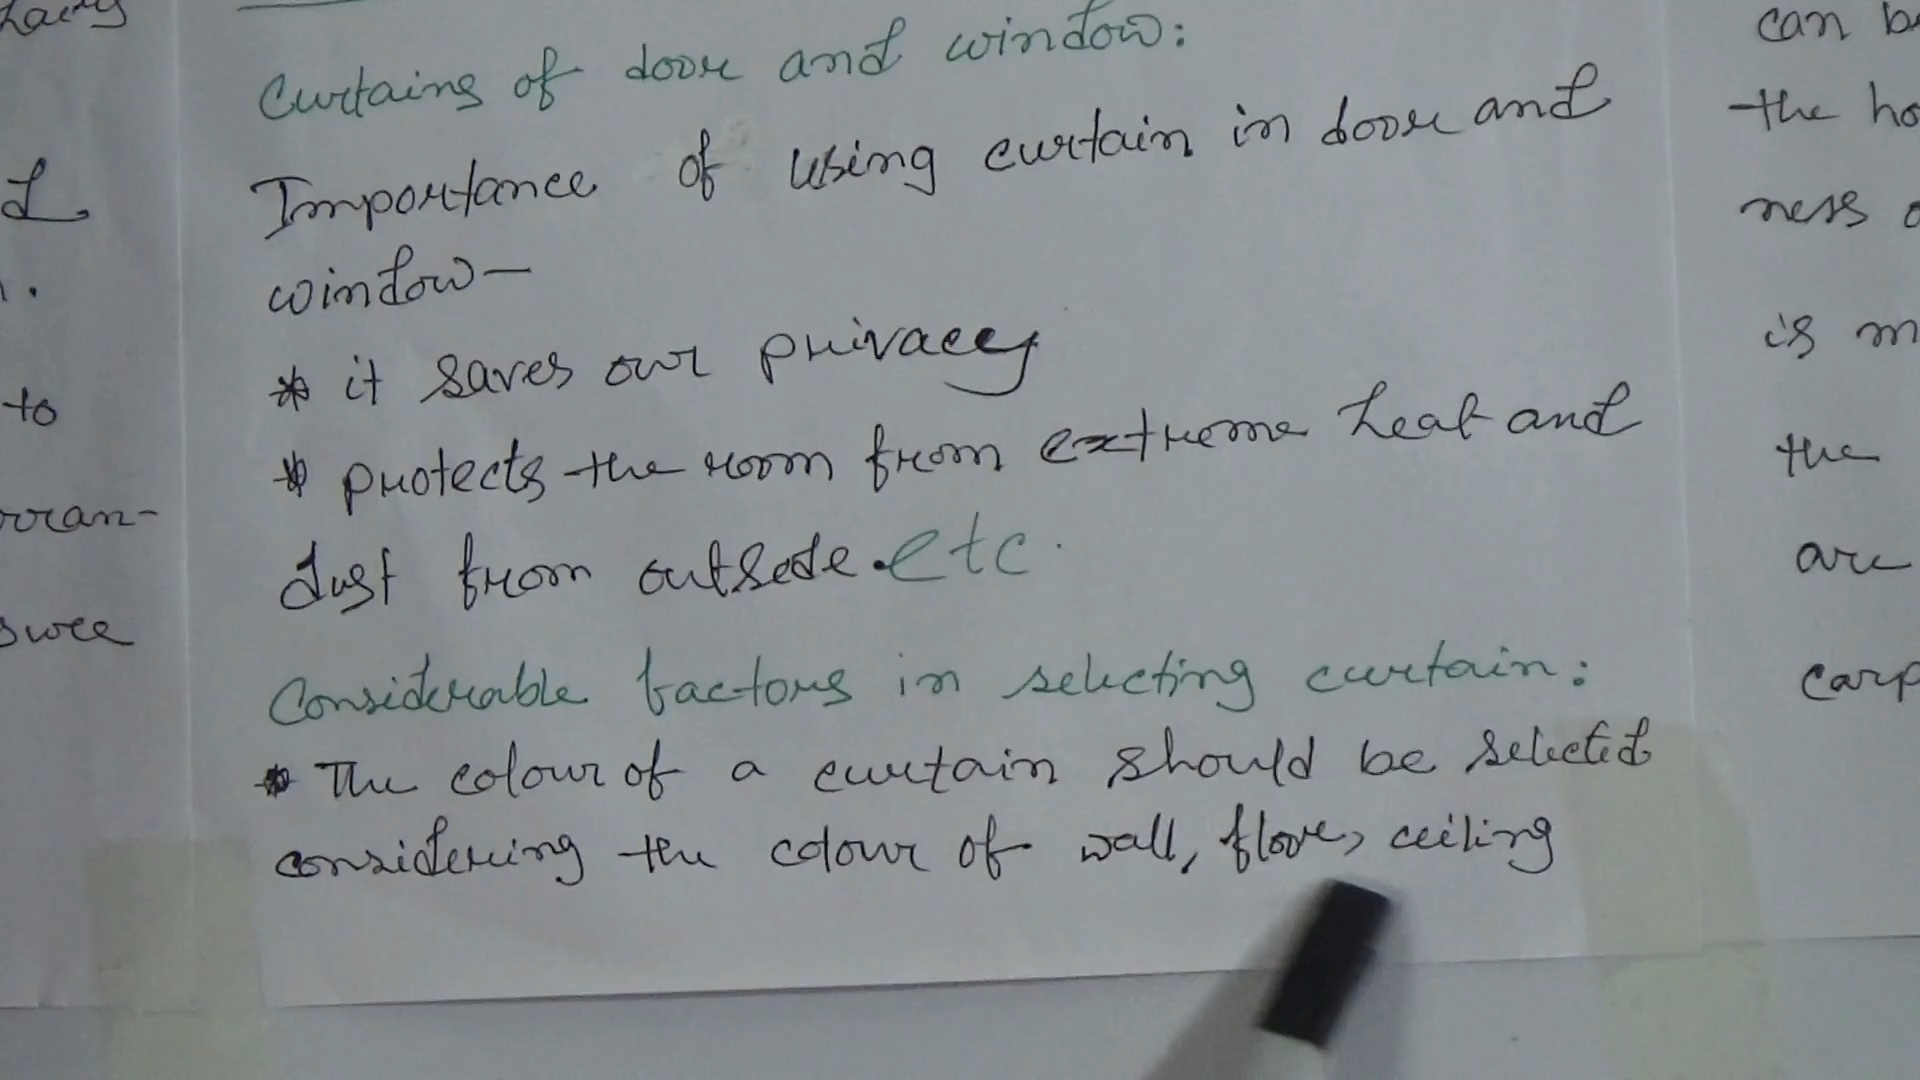 Curtains of door and window:
Importance of using curtain in door and
window—
* it saves our privacy
* protects the room from extreme heat and
dust from outside. etc.
Considerable factors in selecting curtain:
* The colour of a curtain should be selected
considering the colour of wall, floor, ceiling
to
can
the
ness
is
the
are